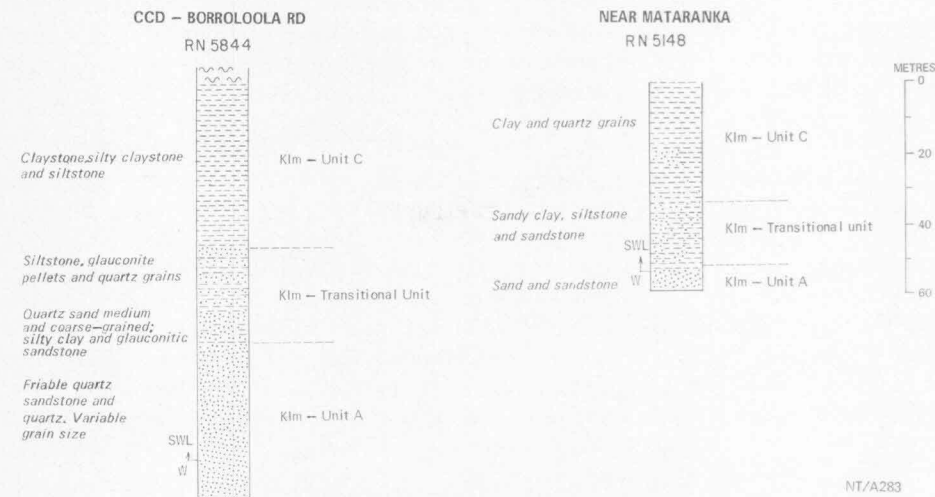 CCD – BORROLOOLA RD
RN 5844
Claystone, silty claystone
and siltstone
Klm – Unit C
Siltstone, glauconite
pellets and quartz grains
Klm – Transitional Unit
Quartz sand medium
and coarse–grained;
silty clay and glauconitic
sandstone
Friable quartz
sandstone and
quartz. Variable
grain size
Klm – Unit A
SWL
W
NEAR MATARANKA
RN 5148
METRES
0
Clay and quartz grains
Klm – Unit C
20
Sandy clay, siltstone
and sandstone
Klm – Transitional unit
40
SWL
W
Sand and sandstone
Klm – Unit A
60
NT/A283